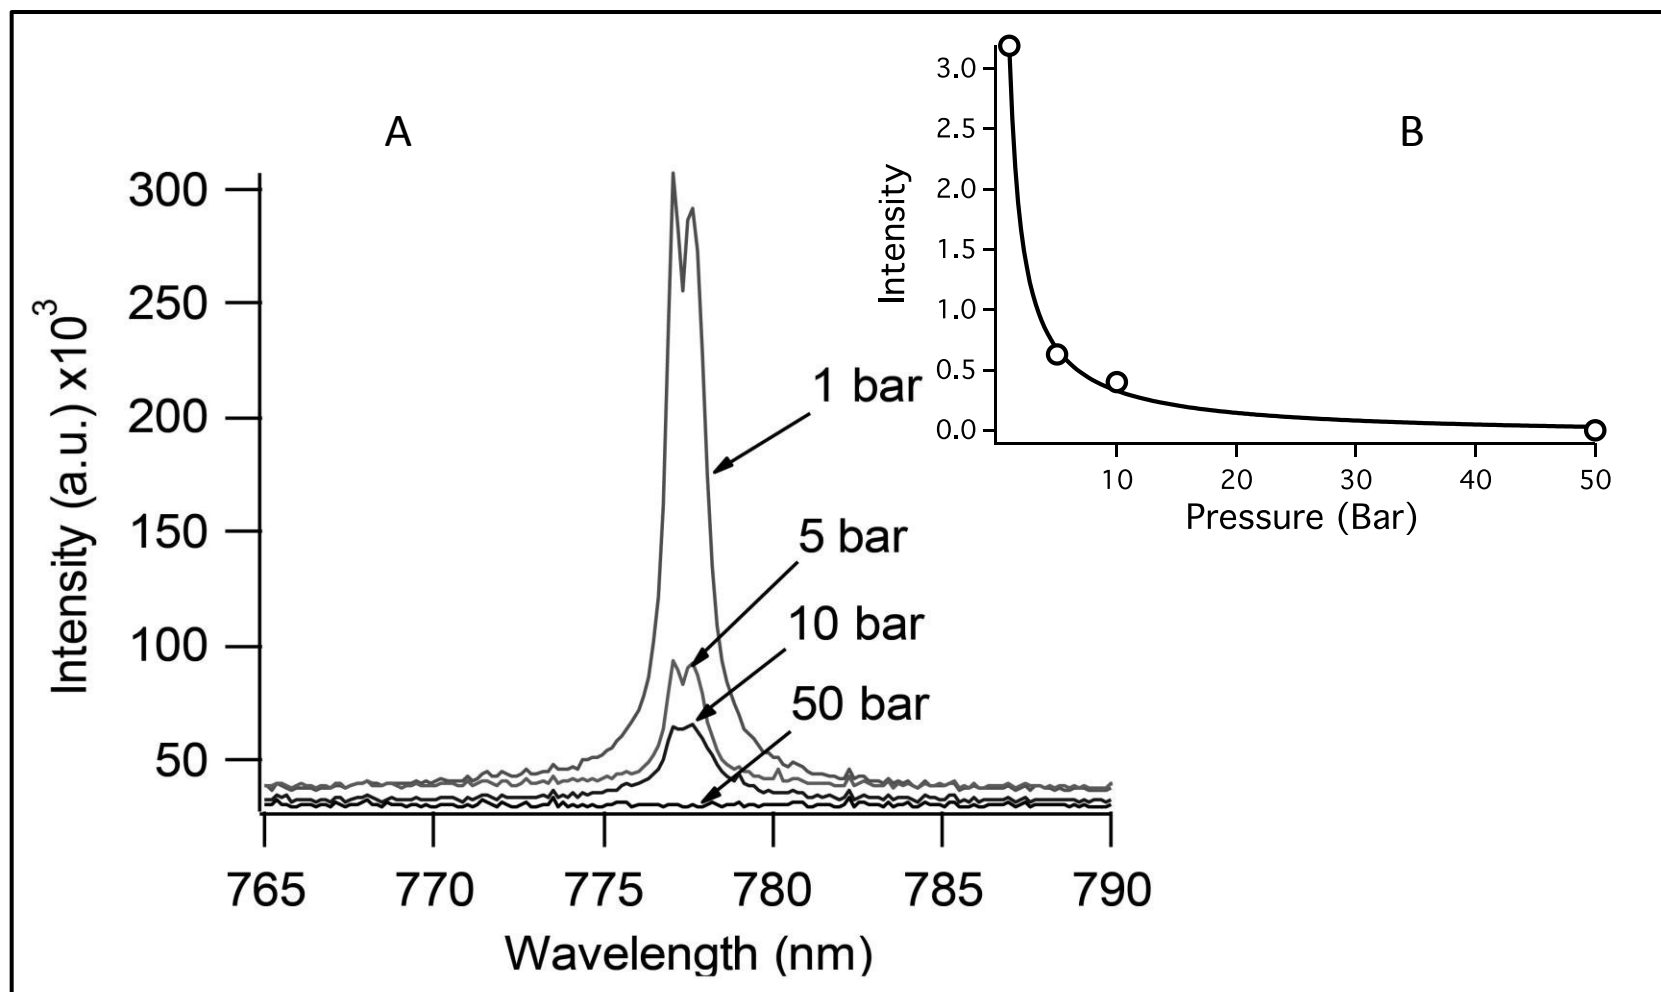 A
300
250
200
150
100
50
Intensity (a.u.) x10³
1 bar
5 bar
10 bar
50 bar
765 770 775 780 785 790
Wavelength (nm)
B
3.0
2.5
2.0
1.5
1.0
0.5
0.0
Intensity
10 20 30 40 50
Pressure (Bar)